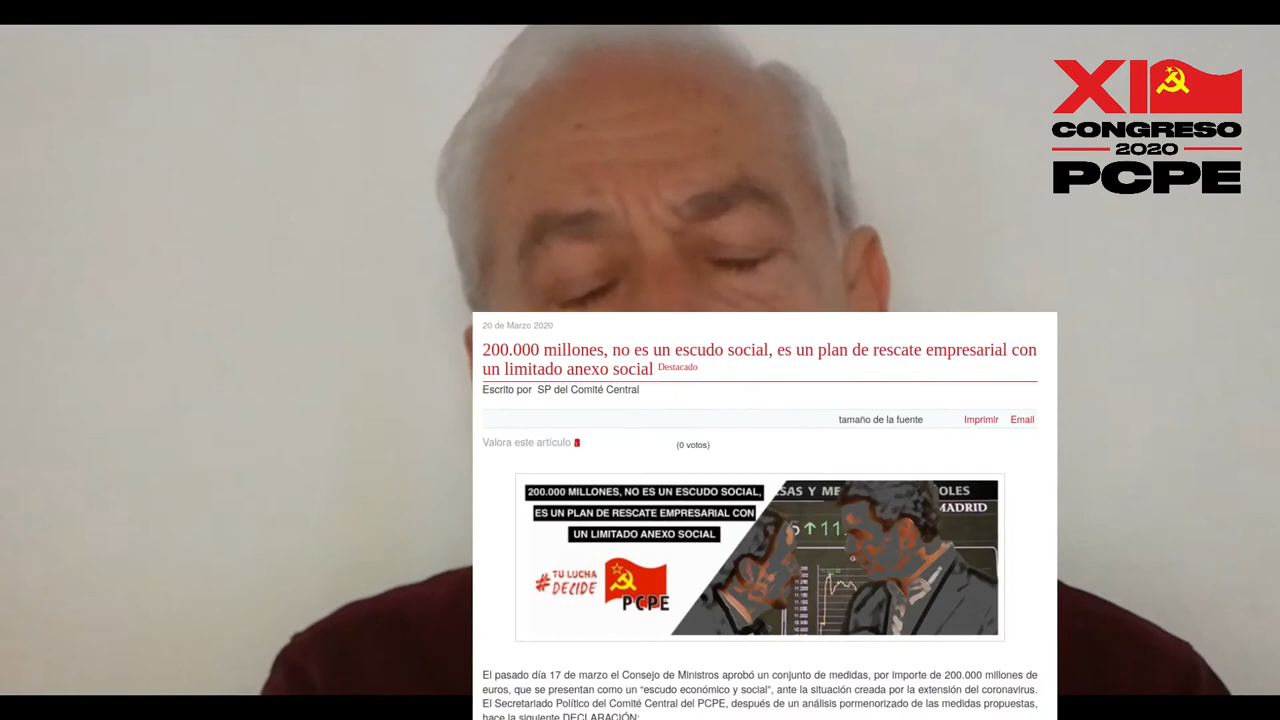 XI
CONGRESO
2020
PCPE
20 de Marzo 2020
200.000 millones, no es un escudo social, es un plan de rescate empresarial con
un limitado anexo social Destacado
Escrito por SP del Comité Central
tamaño de la fuente Imprimir Email
Valora este artículo (0 votos)
200.000 MILLONES, NO ES UN ESCUDO SOCIAL,
ES UN PLAN DE RESCATE EMPRESARIAL CON
UN LIMITADO ANEXO SOCIAL
#TU LUCHA
DECIDE
PCPE
SAS Y ME OLES
MADRID
5↑11.
El pasado día 17 de marzo el Consejo de Ministros aprobó un conjunto de medidas, por importe de 200.000 millones de
euros, que se presentan como un “escudo económico y social”, ante la situación creada por la extensión del coronavirus.
El Secretariado Político del Comité Central del PCPE, después de un análisis pormenorizado de las medidas propuestas,
hace la siguiente DECLARACIÓN: